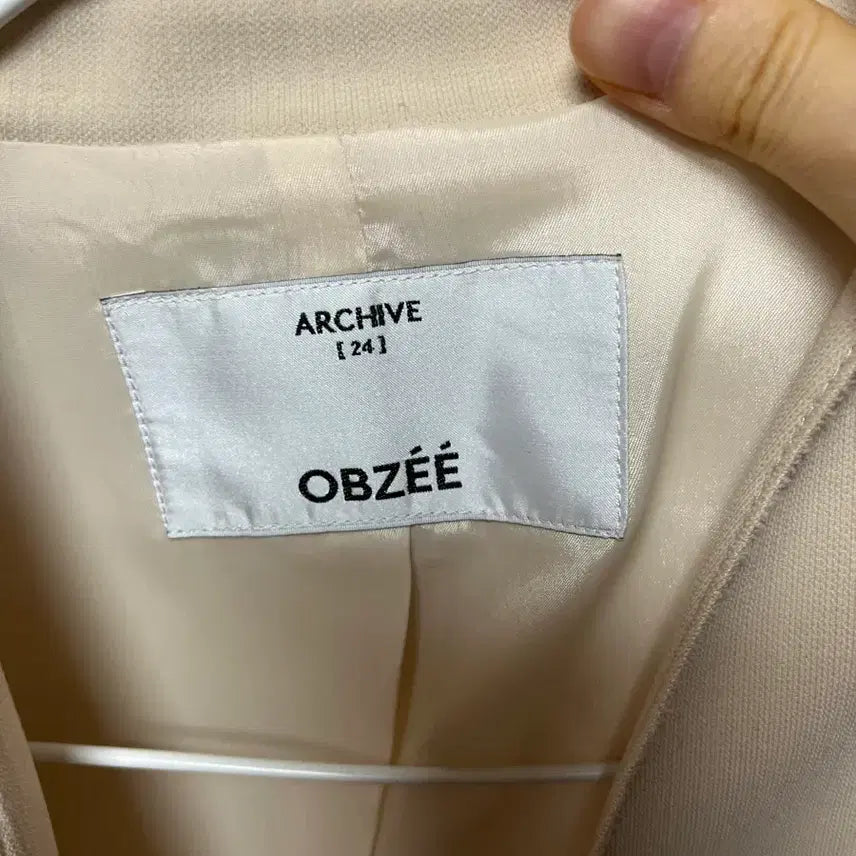 ARCHIVE
[ 24 ]
OBZÉÉ